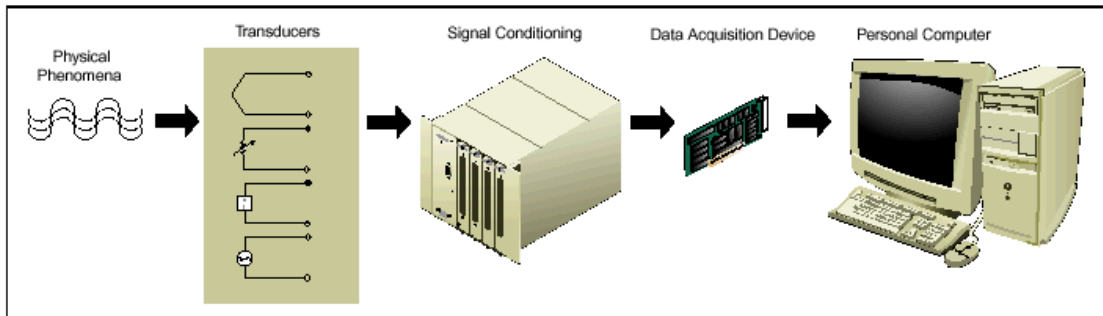 Physical
Phenomena
Transducers
Signal Conditioning
Data Acquisition Device
Personal Computer